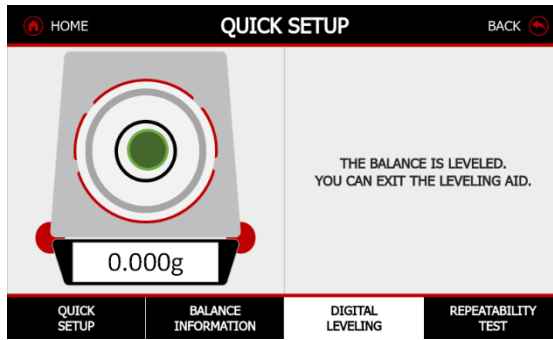 HOME
QUICK SETUP
BACK
THE BALANCE IS LEVELED.
YOU CAN EXIT THE LEVELING AID.
0.000g
QUICK
SETUP
BALANCE
INFORMATION
DIGITAL
LEVELING
REPEATABILITY
TEST